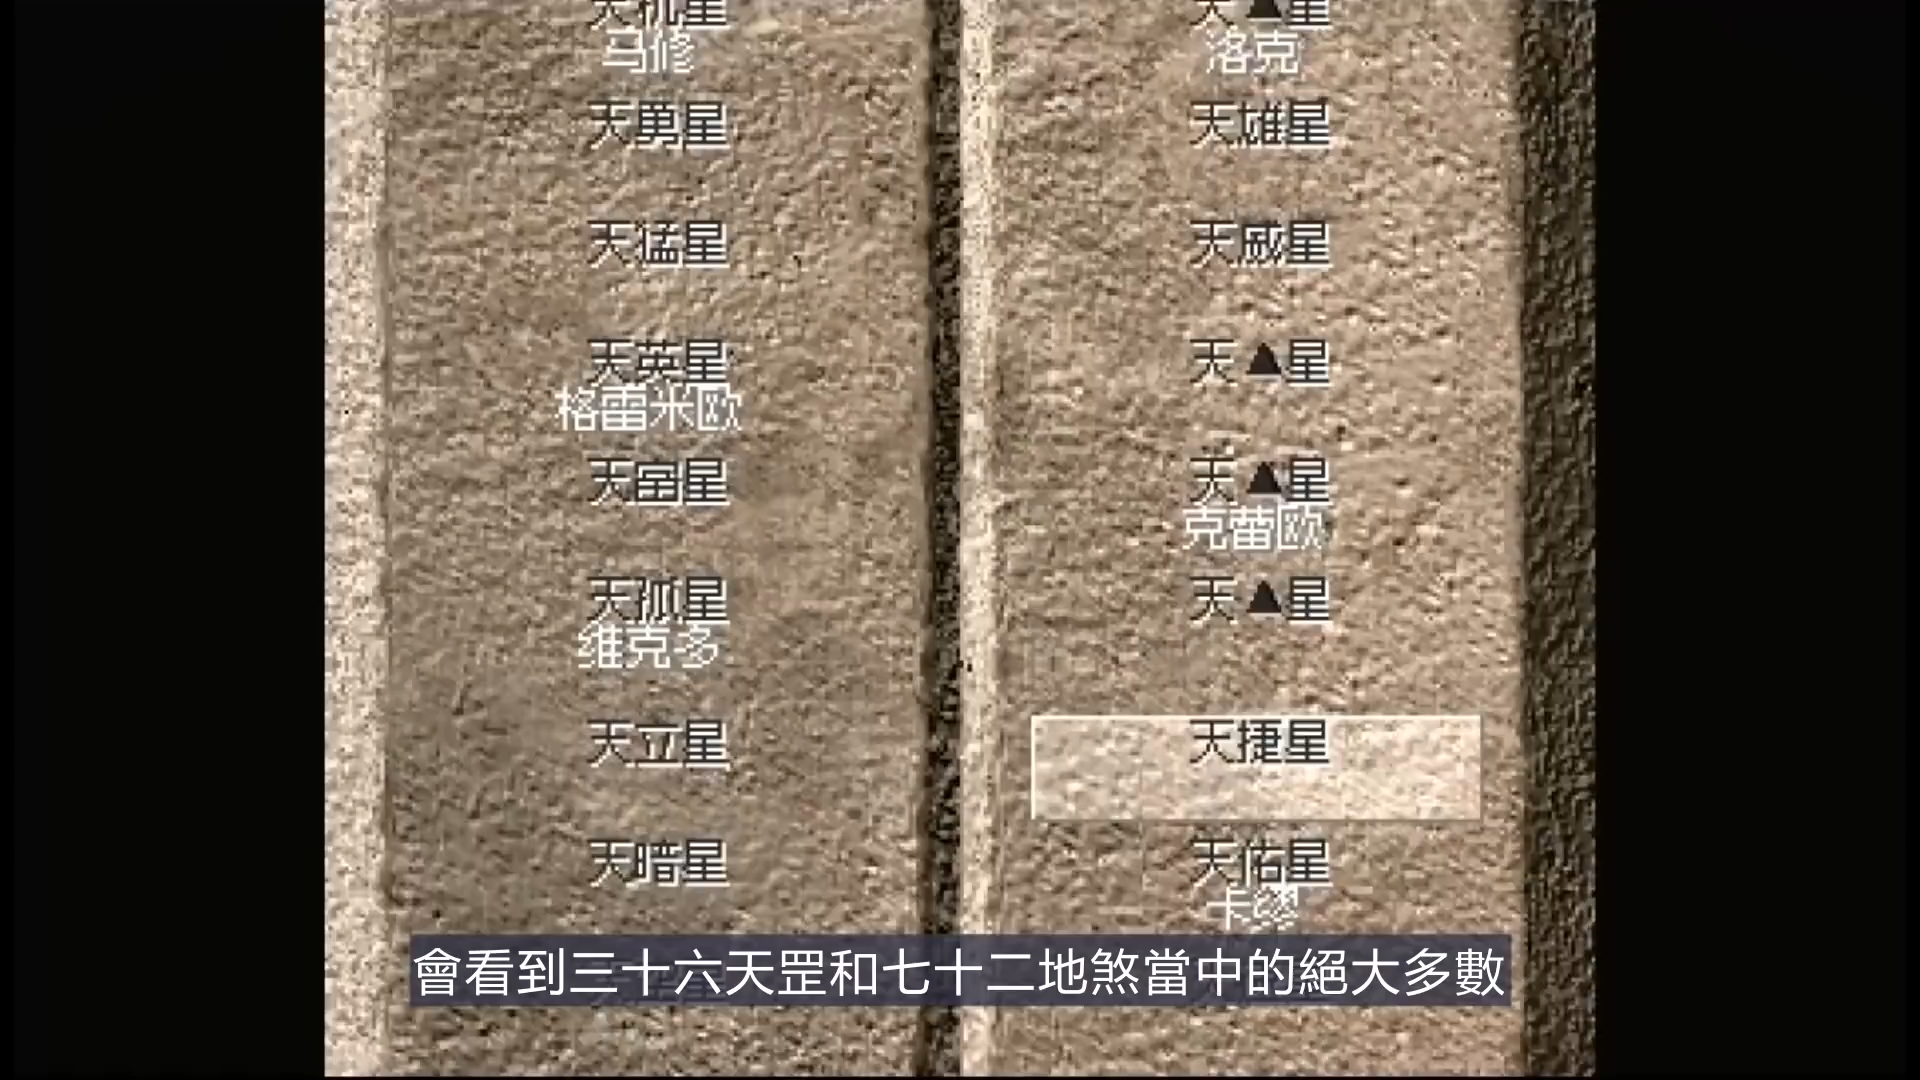 天机星
天▲星
马修
洛克
天勇星
天雄星
天猛星
天威星
天英星
天▲星
格雷米欧
天富星
天▲星
克蕾欧
天孤星
天▲星
维克多
天立星
天捷星
天暗星
天佑星
會看到三十六天罡和七十二地煞當中的絕大多數